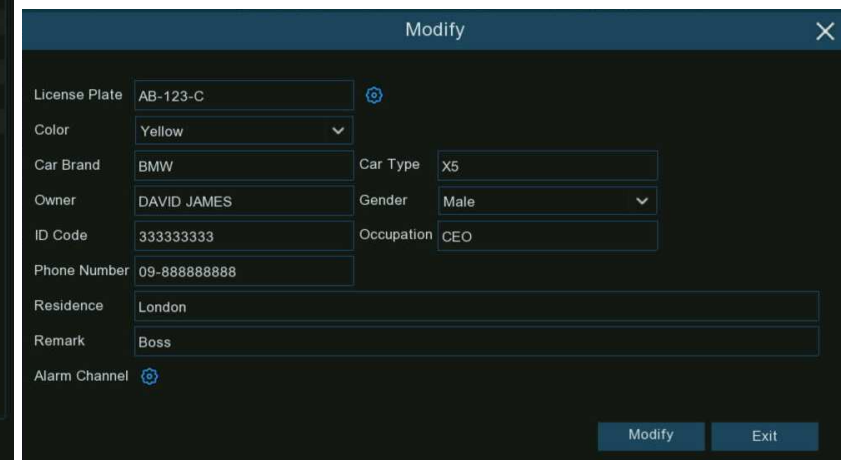 Modify
License Plate AB-123-C
Color Yellow
Car Brand BMW Car Type X5
Owner DAVID JAMES Gender Male
ID Code 333333333 Occupation CEO
Phone Number 09-888888888
Residence London
Remark Boss
Alarm Channel
Modify Exit